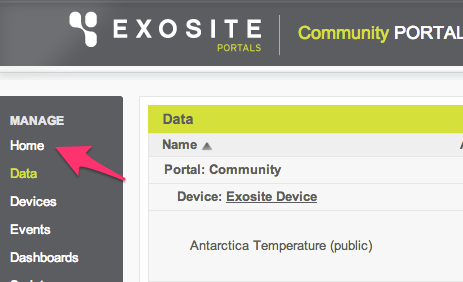 EXOSITE
PORTALS
Community PORTAL
MANAGE
Home
Data
Devices
Events
Dashboards
Data
Name
Portal: Community
Device: Exosite Device
Antarctica Temperature (public)